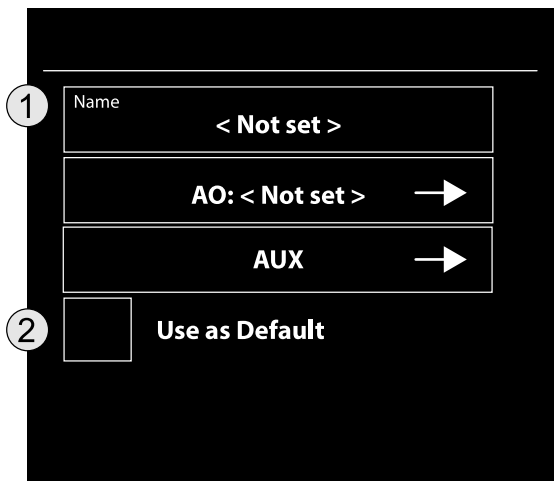 1
Name
< Not set >
AO: < Not set >
AUX
2
Use as Default